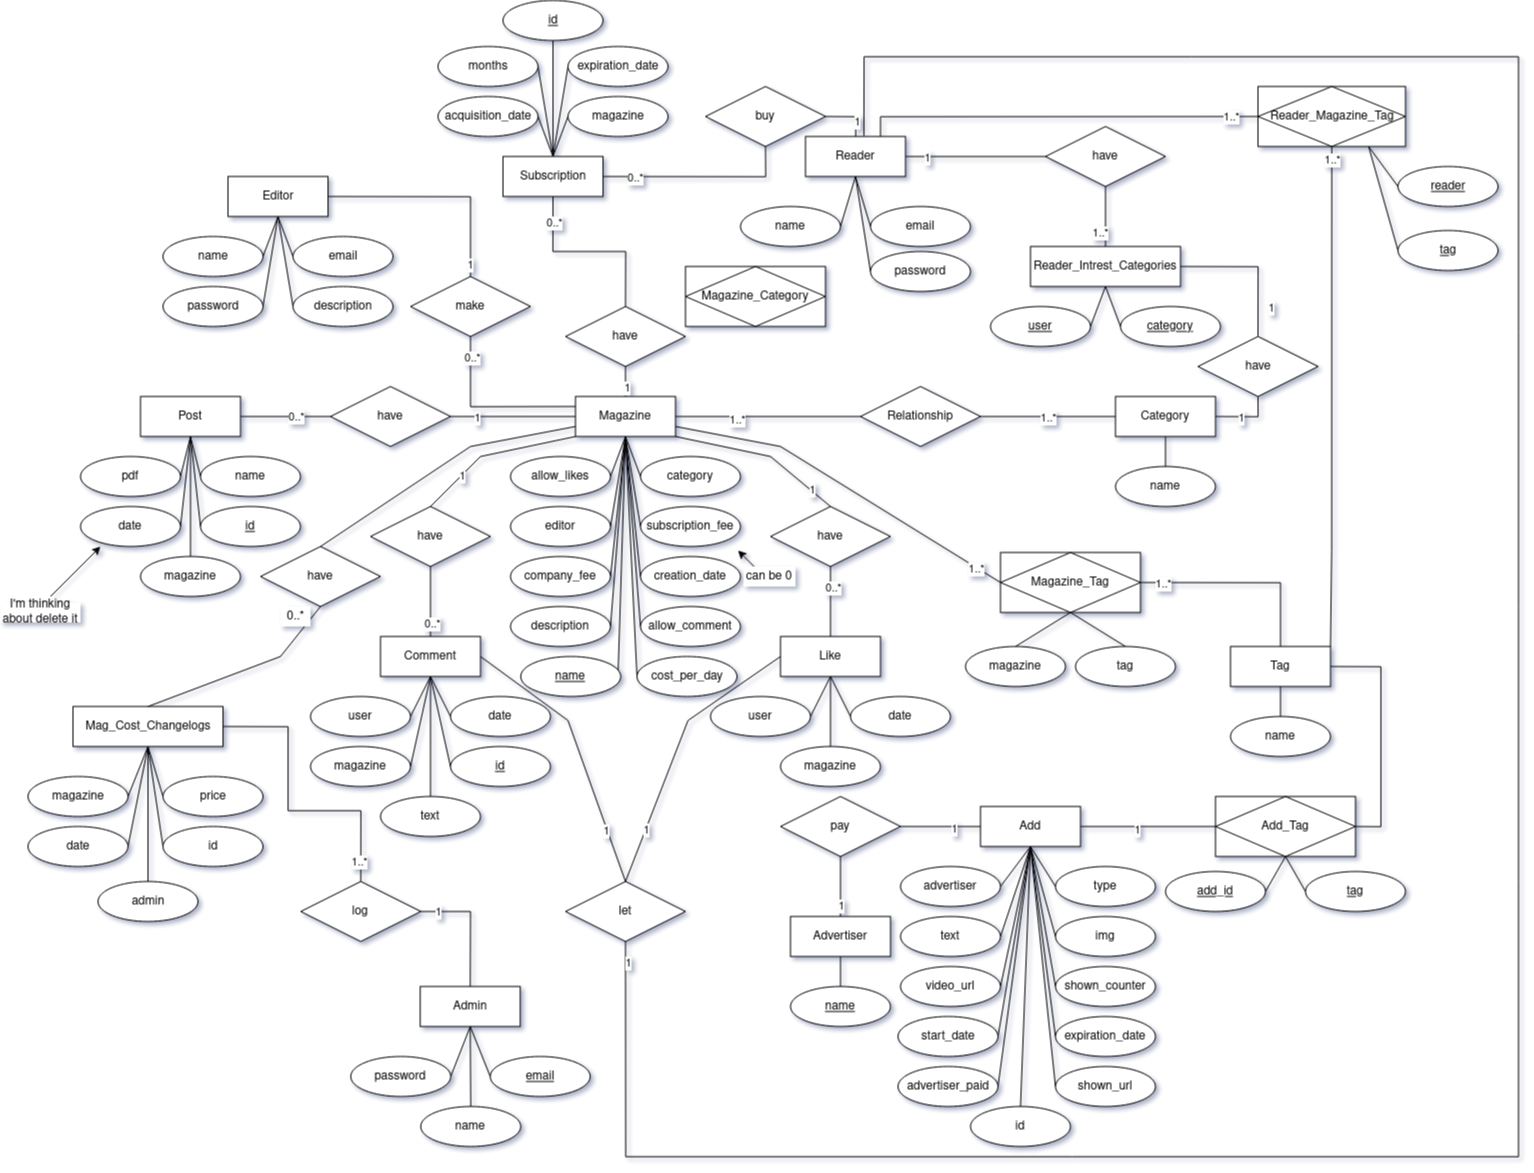 id
months
expiration_date
acquisition_date
magazine
buy
1
1..*
Reader_Magazine_Tag
Subscription
0..*
Reader
1
have
1..*
reader
Editor
0..*
name
email
1..*
tag
name
email
1
password
Reader_Intrest_Categories
password
description
make
Magazine_Category
1
user
category
have
0..*
1
have
Post
0..*
have
1
Magazine
1..*
Relationship
1..*
Category
1
pdf
name
1
allow_likes
category
1
name
date
id
have
editor
subscription_fee
have
I'm thinking
about delete it
magazine
have
company_fee
creation_date
can be 0
1..*
Magazine_Tag
1..*
0..*
0..*
description
allow_comment
0..*
Comment
name
cost_per_day
Like
magazine
tag
Tag
Mag_Cost_Changelogs
user
date
user
date
name
magazine
id
magazine
magazine
price
text
date
id
1..*
1
1
pay
1
Add
1
Add_Tag
admin
log
1
let
1
advertiser
type
add_id
tag
1
Advertiser
text
img
Admin
name
video_url
shown_counter
start_date
expiration_date
password
email
advertiser_paid
shown_url
name
id